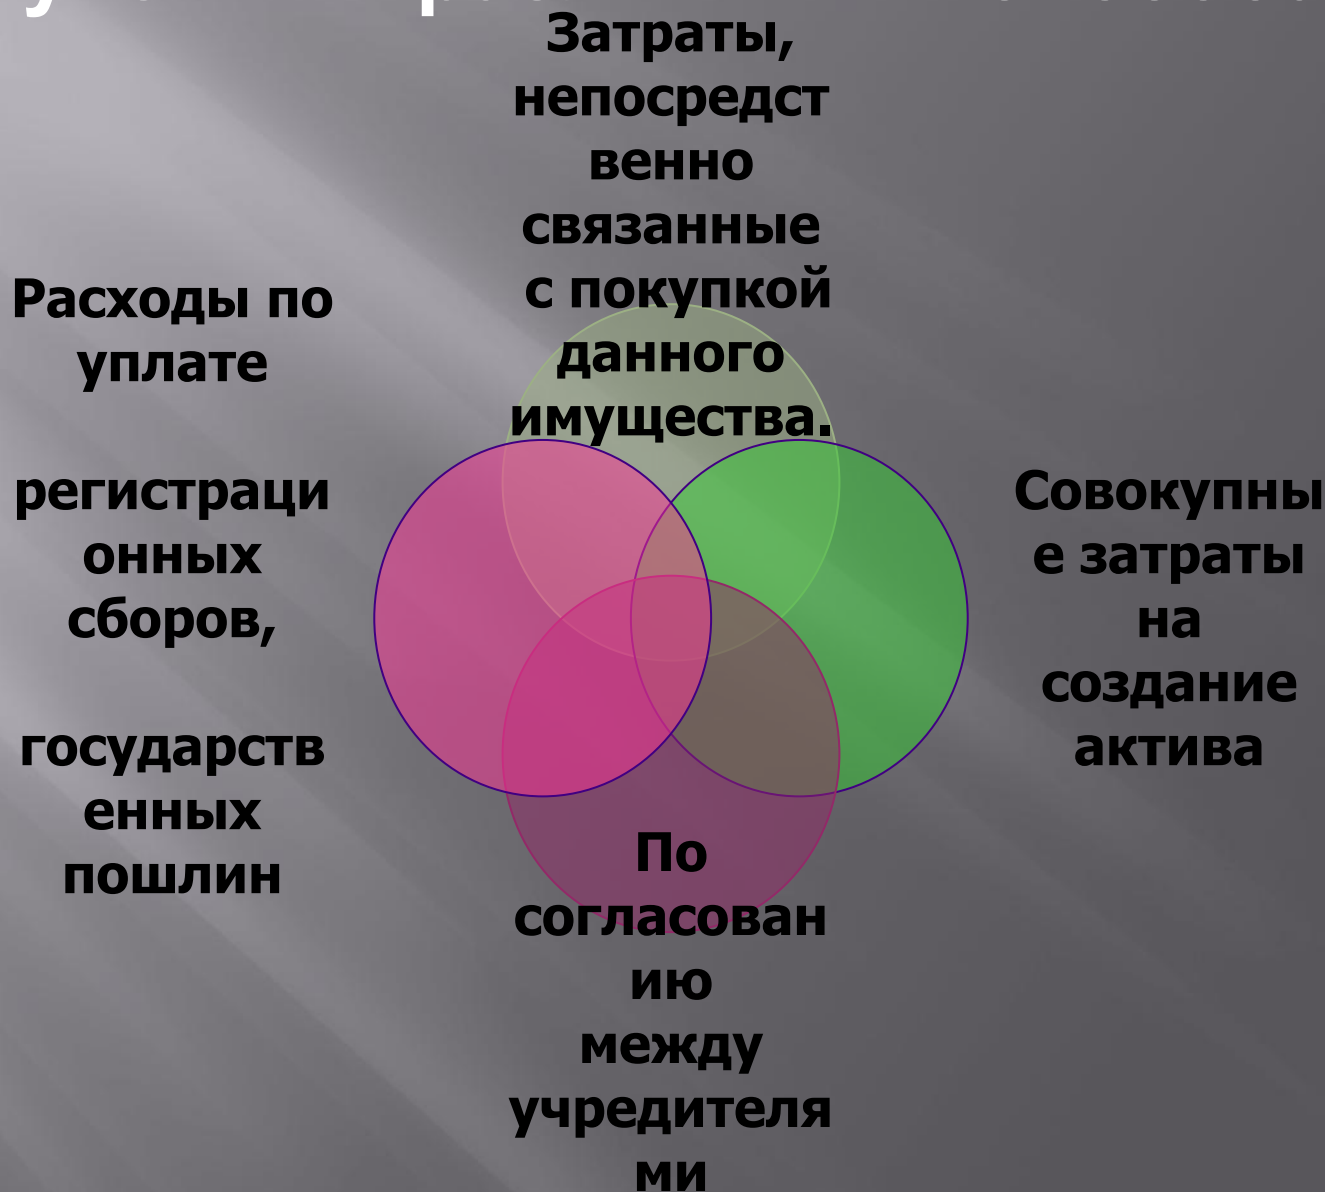 Затраты,
непосредст
венно
связанные
с покупкой
данного
имущества.
Расходы по
уплате
регистраци
онных
сборов,
государств
енных
пошлин
Совокупны
е затраты
на
создание
актива
По
согласован
ию
между
учредителя
ми